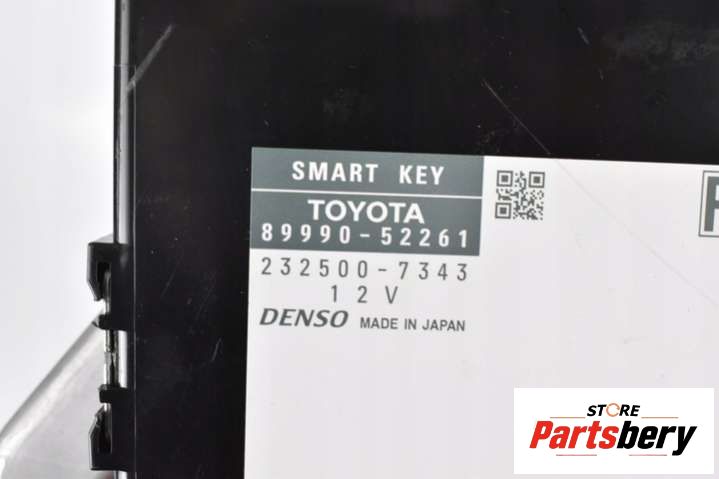 SMART KEY
TOYOTA
89990-52261
232500-7343
12V
DENSO MADE IN JAPAN
STORE
Partsbery